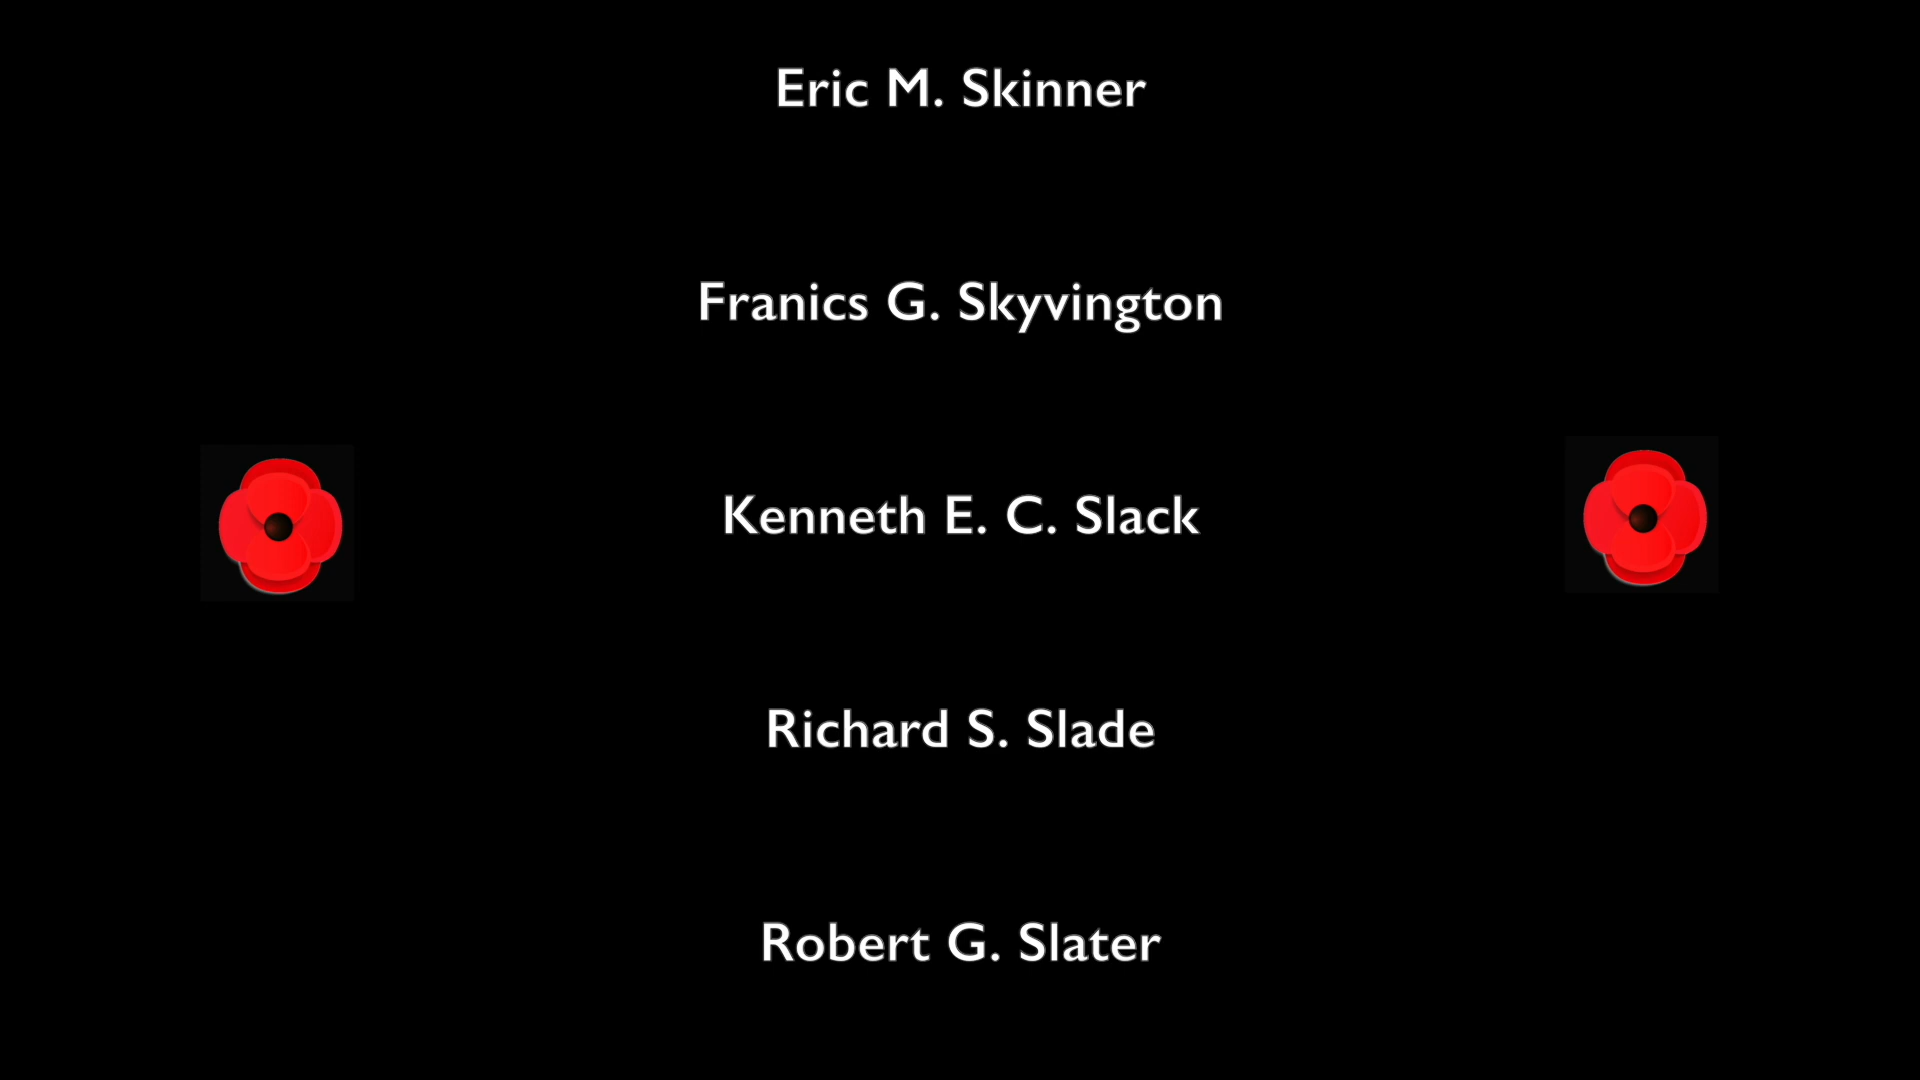 Eric M. Skinner
Franics G. Skyvington
Kenneth E. C. Slack
Richard S. Slade
Robert G. Slater